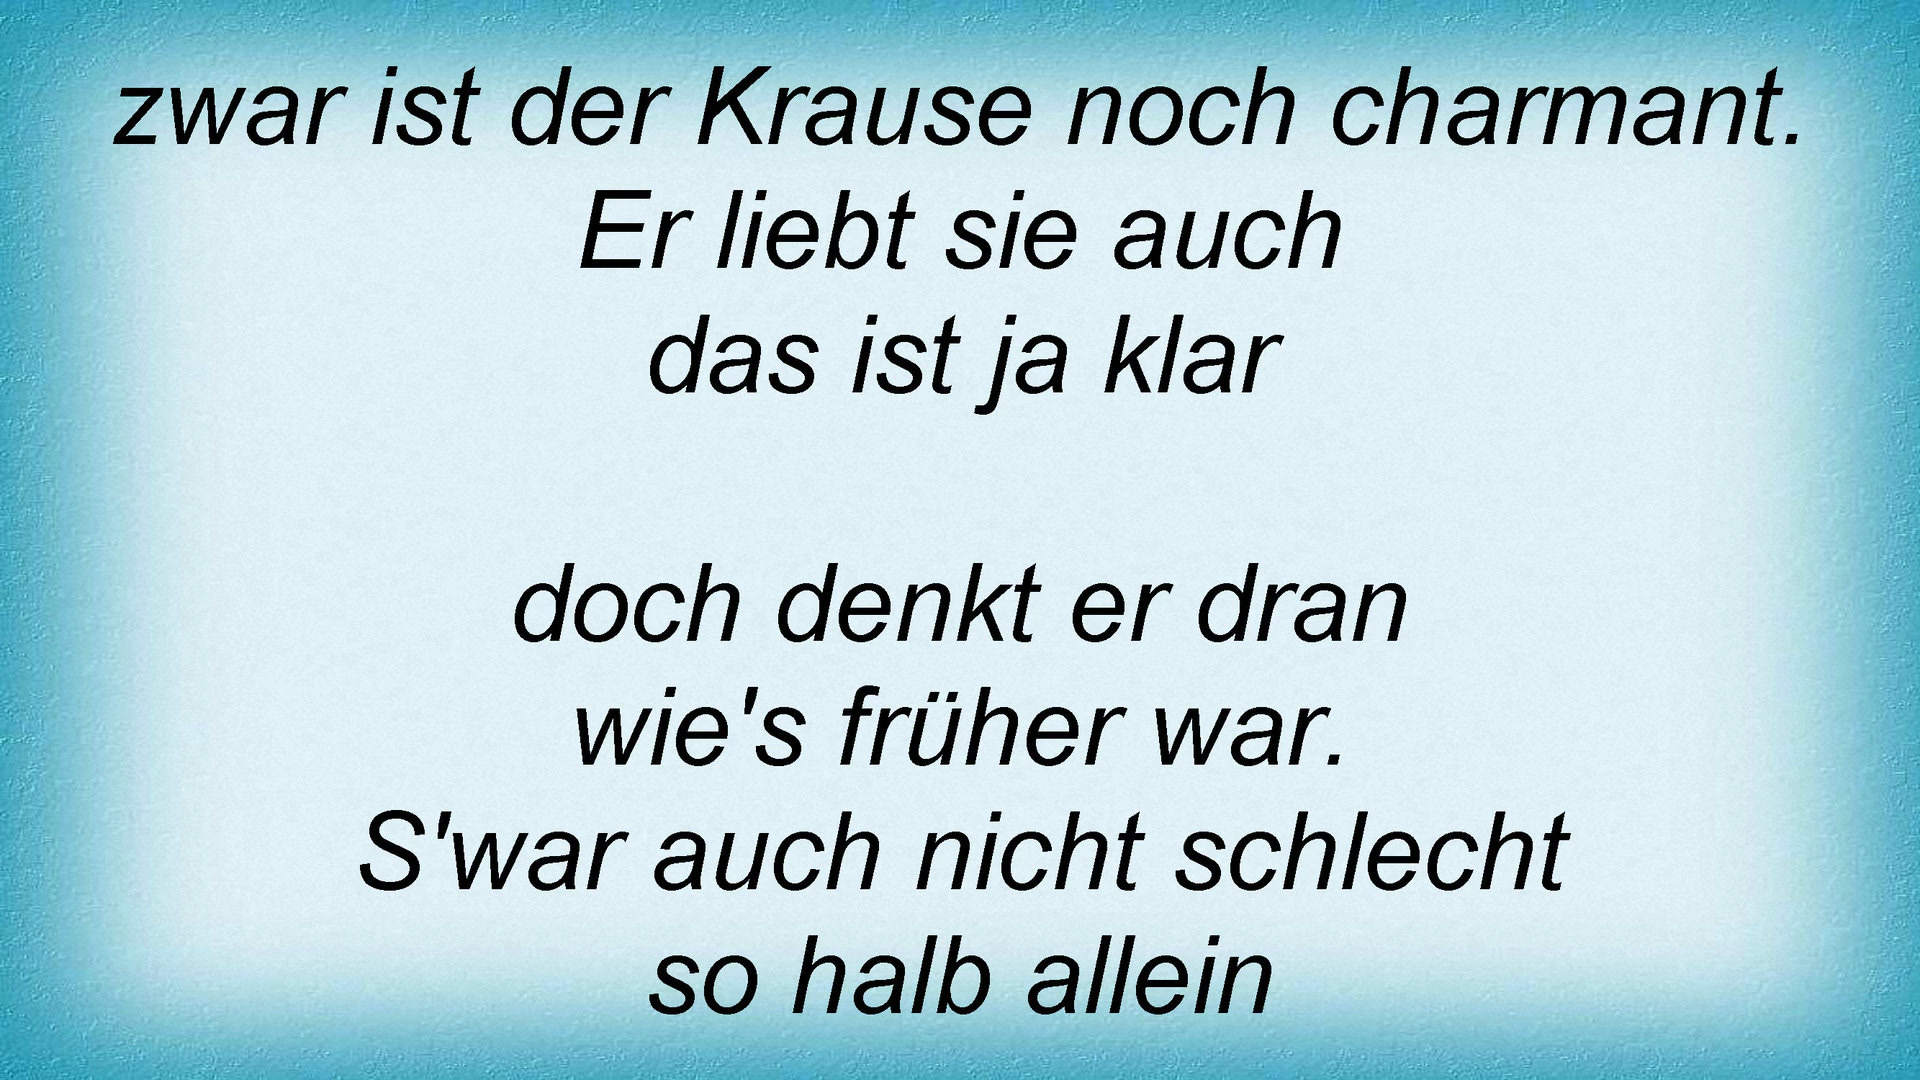 zwar ist der Krause noch charmant.
Er liebt sie auch
das ist ja klar
doch denkt er dran
wie's früher war.
S'war auch nicht schlecht
so halb allein